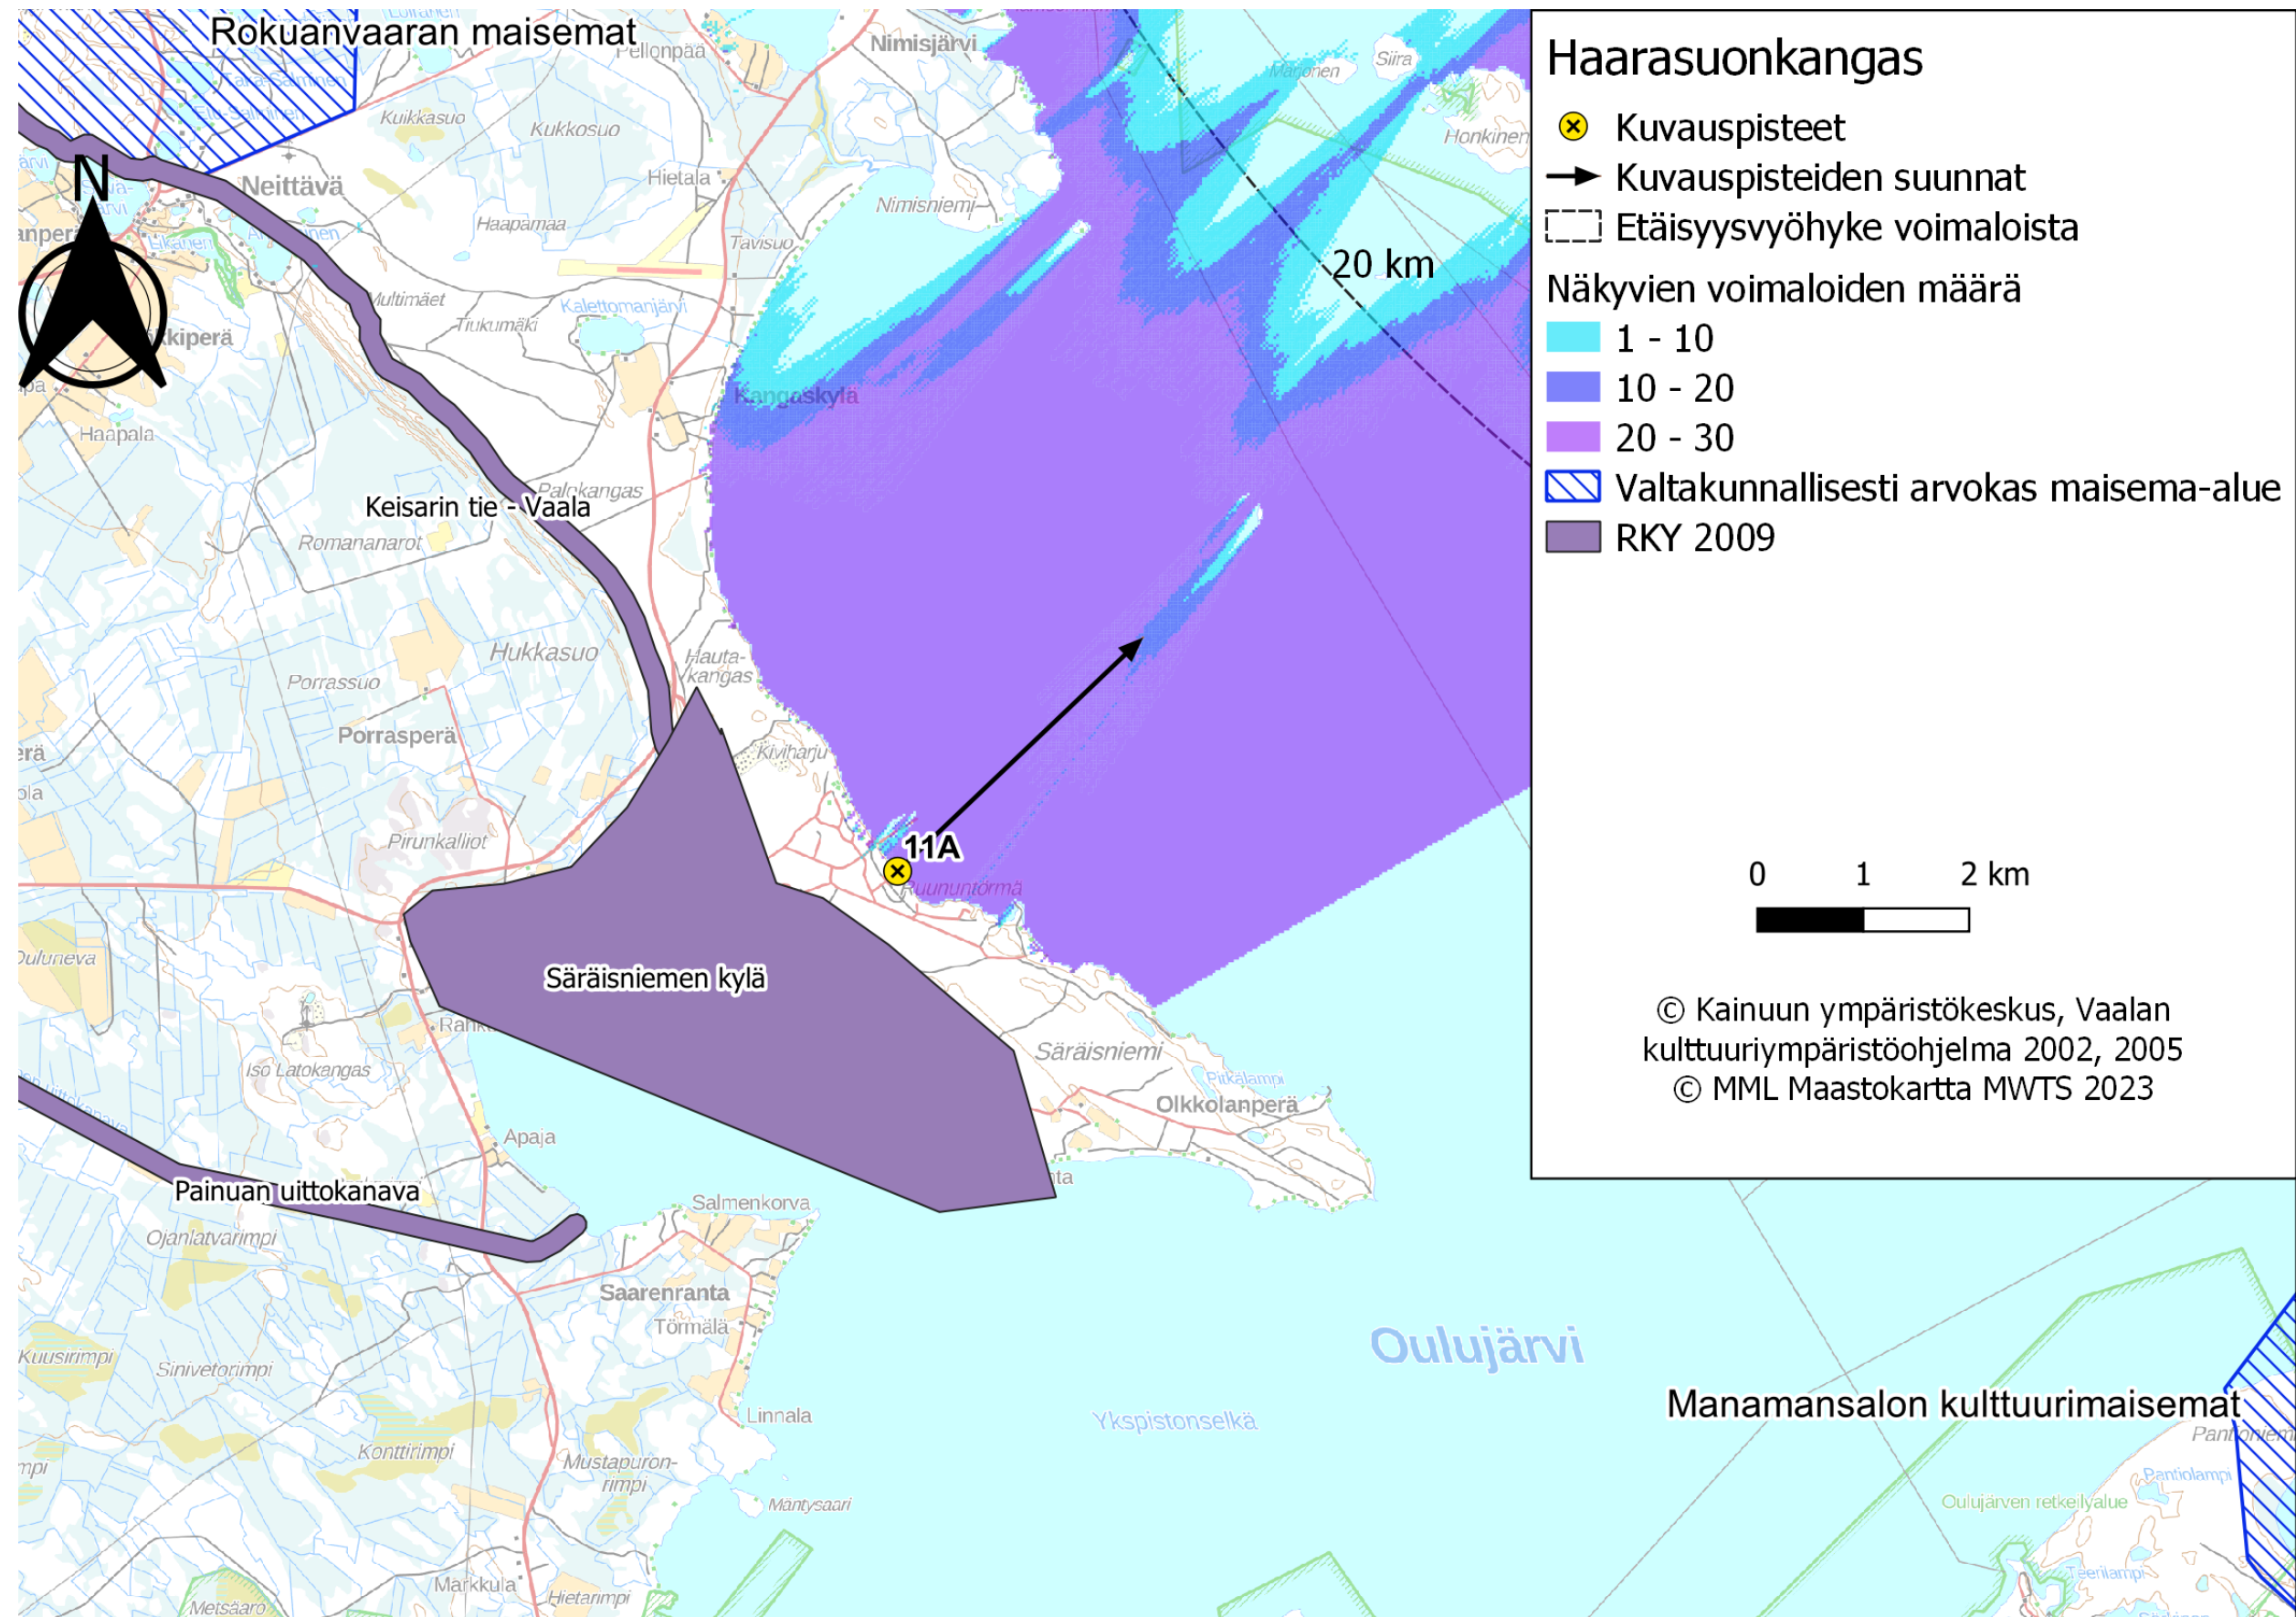 Rokuanvaaran maisemat
Pellonpää
Nimisjärvi
Kuikkasuo
Kukkosuo
Neittävä
Hietala
Haapamaa
Nimisniemi
Tavisuo
Multimäet
Tiukumäki
Kalettomanjärvi
Kangaskylä
Haapala
Palokangas
Keisarin tie - Vaala
Romananarot
Hukkasuo
Hauta-
kangas
Porrassuo
Porrasperä
Kiviharju
Pirunkalliot
11A
Ruununtörmä
Säräisniemen kylä
Iso Latokangas
Säräisniemi
Pitkälampi
Olkkolanperä
Apaja
Painuan uittokanava
Ojanlatvarimpi
Salmenkorva
Saarenranta
Törmälä
Kuusirimpi
Sinivetorimpi
Linnala
Konttirimpi
Mustapuron-
rimpi
Mäntysaari
Markkula
Hietarimpi
Metsäaro
Oulujärvi
Ykspistonselkä
Manamansalon kulttuurimaisemat
Pantiolampi
Oulujärven retkeilyalue
Teerilampi
Siira
Honkinen
20 km
N
Haarasuonkangas
Kuvauspisteet
Kuvauspisteiden suunnat
Etäisyysvyöhyke voimaloista
Näkyvien voimaloiden määrä
1 - 10
10 - 20
20 - 30
Valtakunnallisesti arvokas maisema-alue
RKY 2009
0 1 2 km
© Kainuun ympäristökeskus, Vaalan
kulttuuriympäristöohjelma 2002, 2005
© MML Maastokartta MWTS 2023